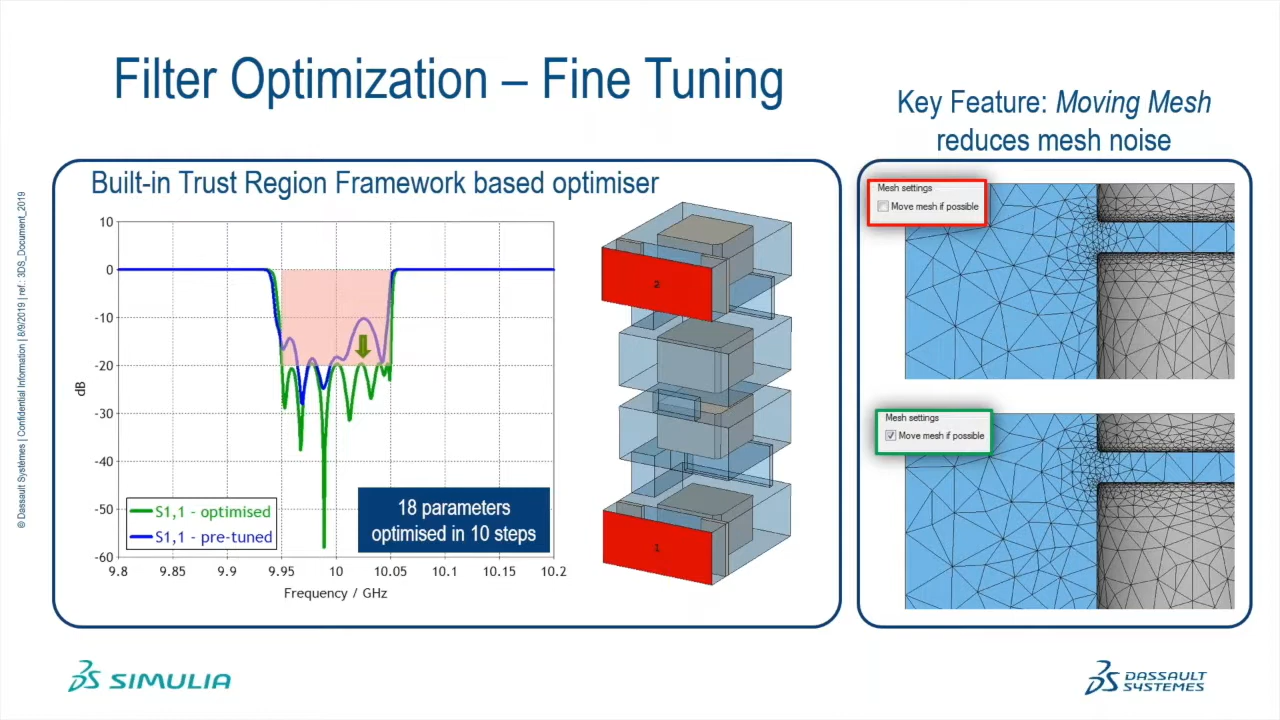 Filter Optimization – Fine Tuning
Key Feature: Moving Mesh
reduces mesh noise
Built-in Trust Region Framework based optimiser
10
0
-10
-20
-30
-40
-50
-60
dB
9.8
9.85
9.9
9.95
10
10.05
10.1
10.15
10.2
Frequency / GHz
S1,1 - optimised
S1,1 - pre-tuned
18 parameters
optimised in 10 steps
2
1
Mesh settings
Move mesh if possible
Mesh settings
Move mesh if possible
© Dassault Systèmes | Confidential Information | 8/9/2019 | ref.: 3DS_Document_2019
SIMULIA
DASSAULT
SYSTEMES